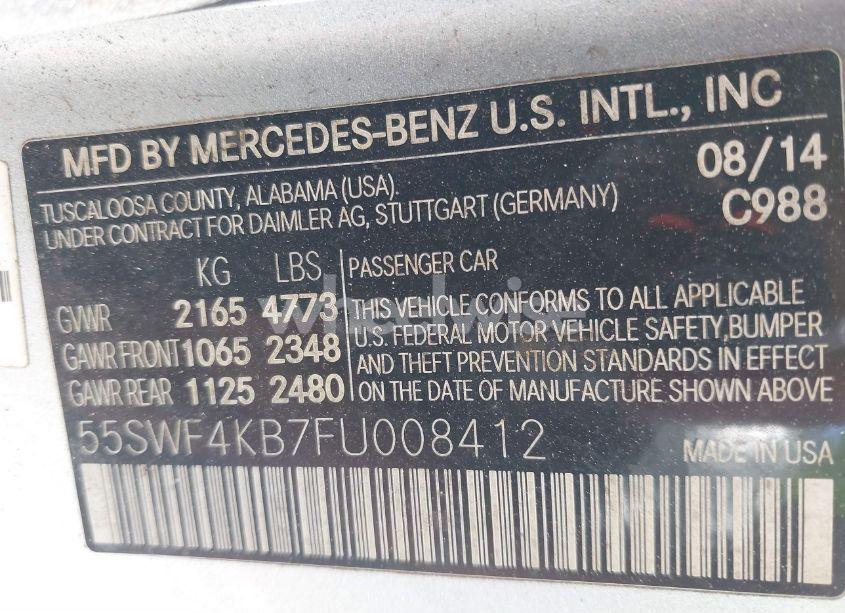 MFD BY MERCEDES-BENZ U.S. INTL., INC
08/14
TUSCALOOSA COUNTY, ALABAMA (USA).
UNDER CONTRACT FOR DAIMLER AG, STUTTGART (GERMANY)
C988
KG LBS
GVWR 2165 4773
GAWR FRONT 1065 2348
GAWR REAR 1125 2480
PASSENGER CAR
THIS VEHICLE CONFORMS TO ALL APPLICABLE
U.S. FEDERAL MOTOR VEHICLE SAFETY,BUMPER
AND THEFT PREVENTION STANDARDS IN EFFECT
ON THE DATE OF MANUFACTURE SHOWN ABOVE
55SWF4KB7FU008412
MADE IN USA